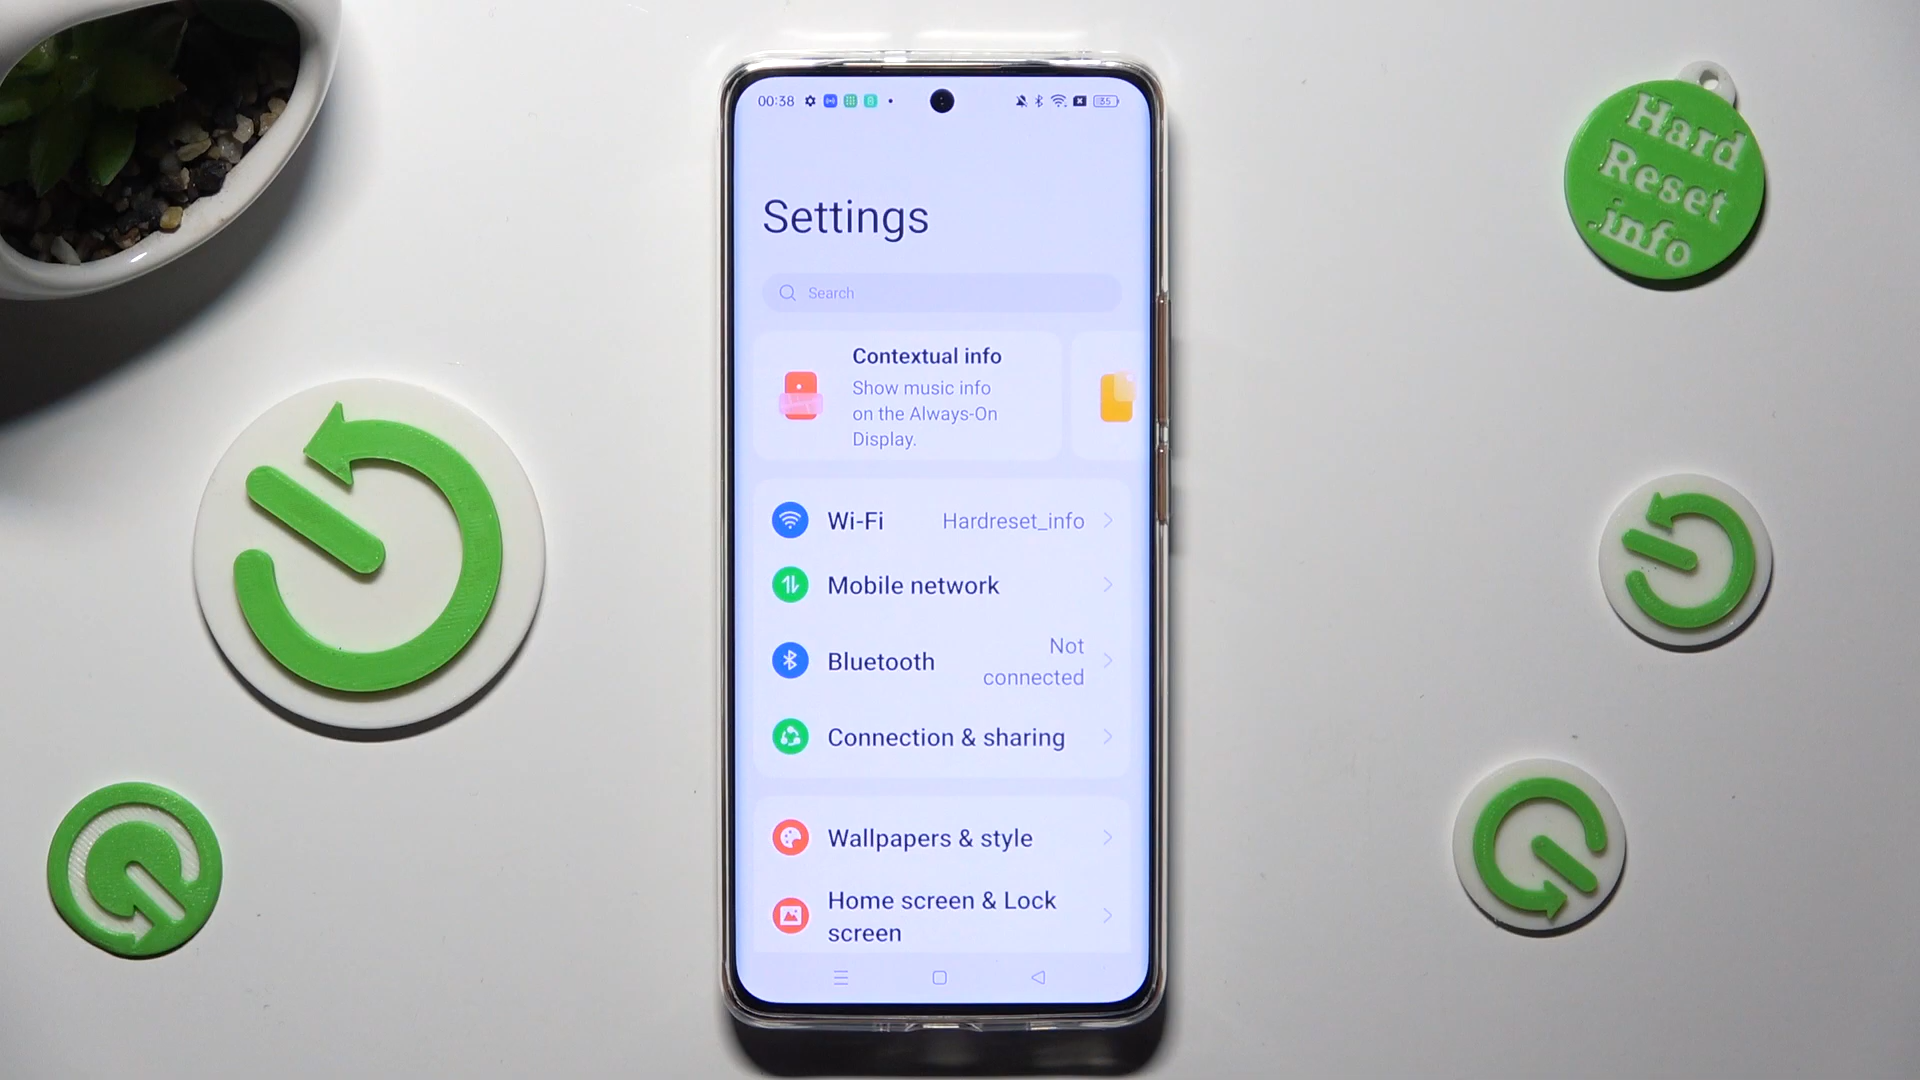 00:38
35
Settings
Search
Contextual info
Show music info
on the Always-On
Display.
Wi-Fi
Hardreset_info
Mobile network
Bluetooth
Not
connected
Connection & sharing
Wallpapers & style
Home screen & Lock
screen
Hard
Reset
.info